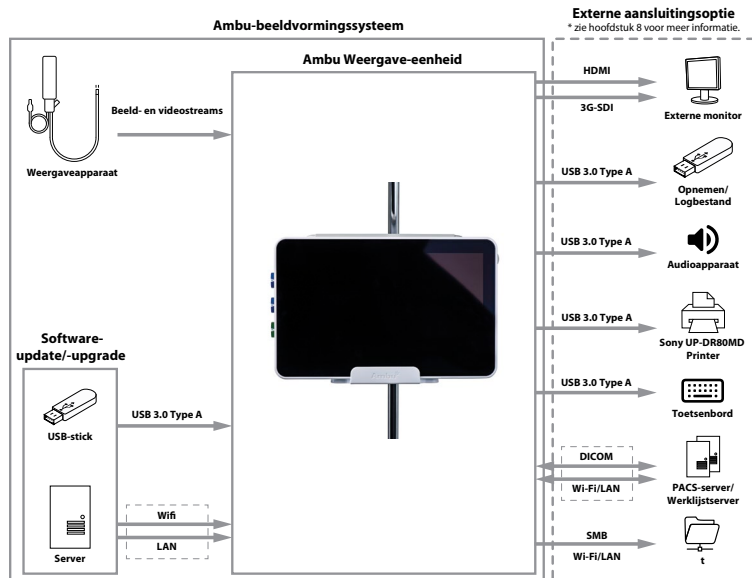 Externe aansluitingsoptie
* zie hoofdstuk 8 voor meer informatie.
Ambu-beeldvormingssysteem
Ambu Weergave-eenheid
Beeld- en videostreams
Weergaveapparaat
HDMI
3G-SDI
Externe monitor
USB 3.0 Type A
Opnemen/
Logbestand
USB 3.0 Type A
Audioapparaat
USB 3.0 Type A
Sony UP-DR80MD
Printer
USB 3.0 Type A
Toetsenbord
DICOM
Wi-Fi/LAN
PACS-server/
Werklijstserver
SMB
Wi-Fi/LAN
t
Software-
update/-upgrade
USB-stick
USB 3.0 Type A
Server
Wifi
LAN